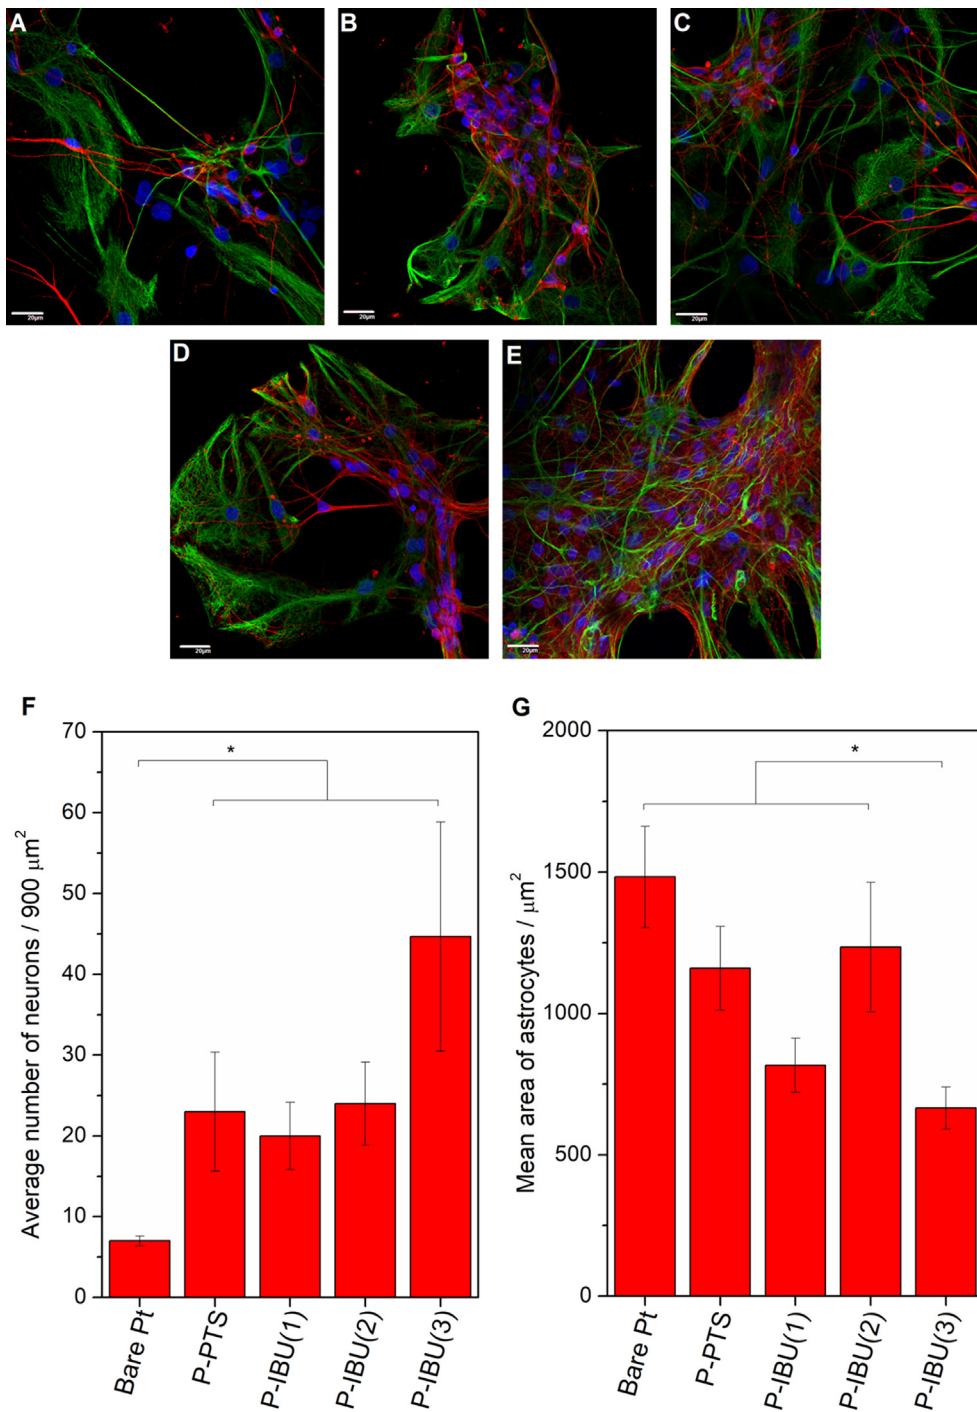 A
B
C
20μm
20μm
20μm
D
E
20μm
20μm
F
G
70
60
50
40
30
20
10
0
Average number of neurons / 900 μm²
*
Bare Pt
P-PTS
P-IBU(1)
P-IBU(2)
P-IBU(3)
2000
1500
1000
500
0
Mean area of astrocytes / μm²
*
Bare Pt
P-PTS
P-IBU(1)
P-IBU(2)
P-IBU(3)